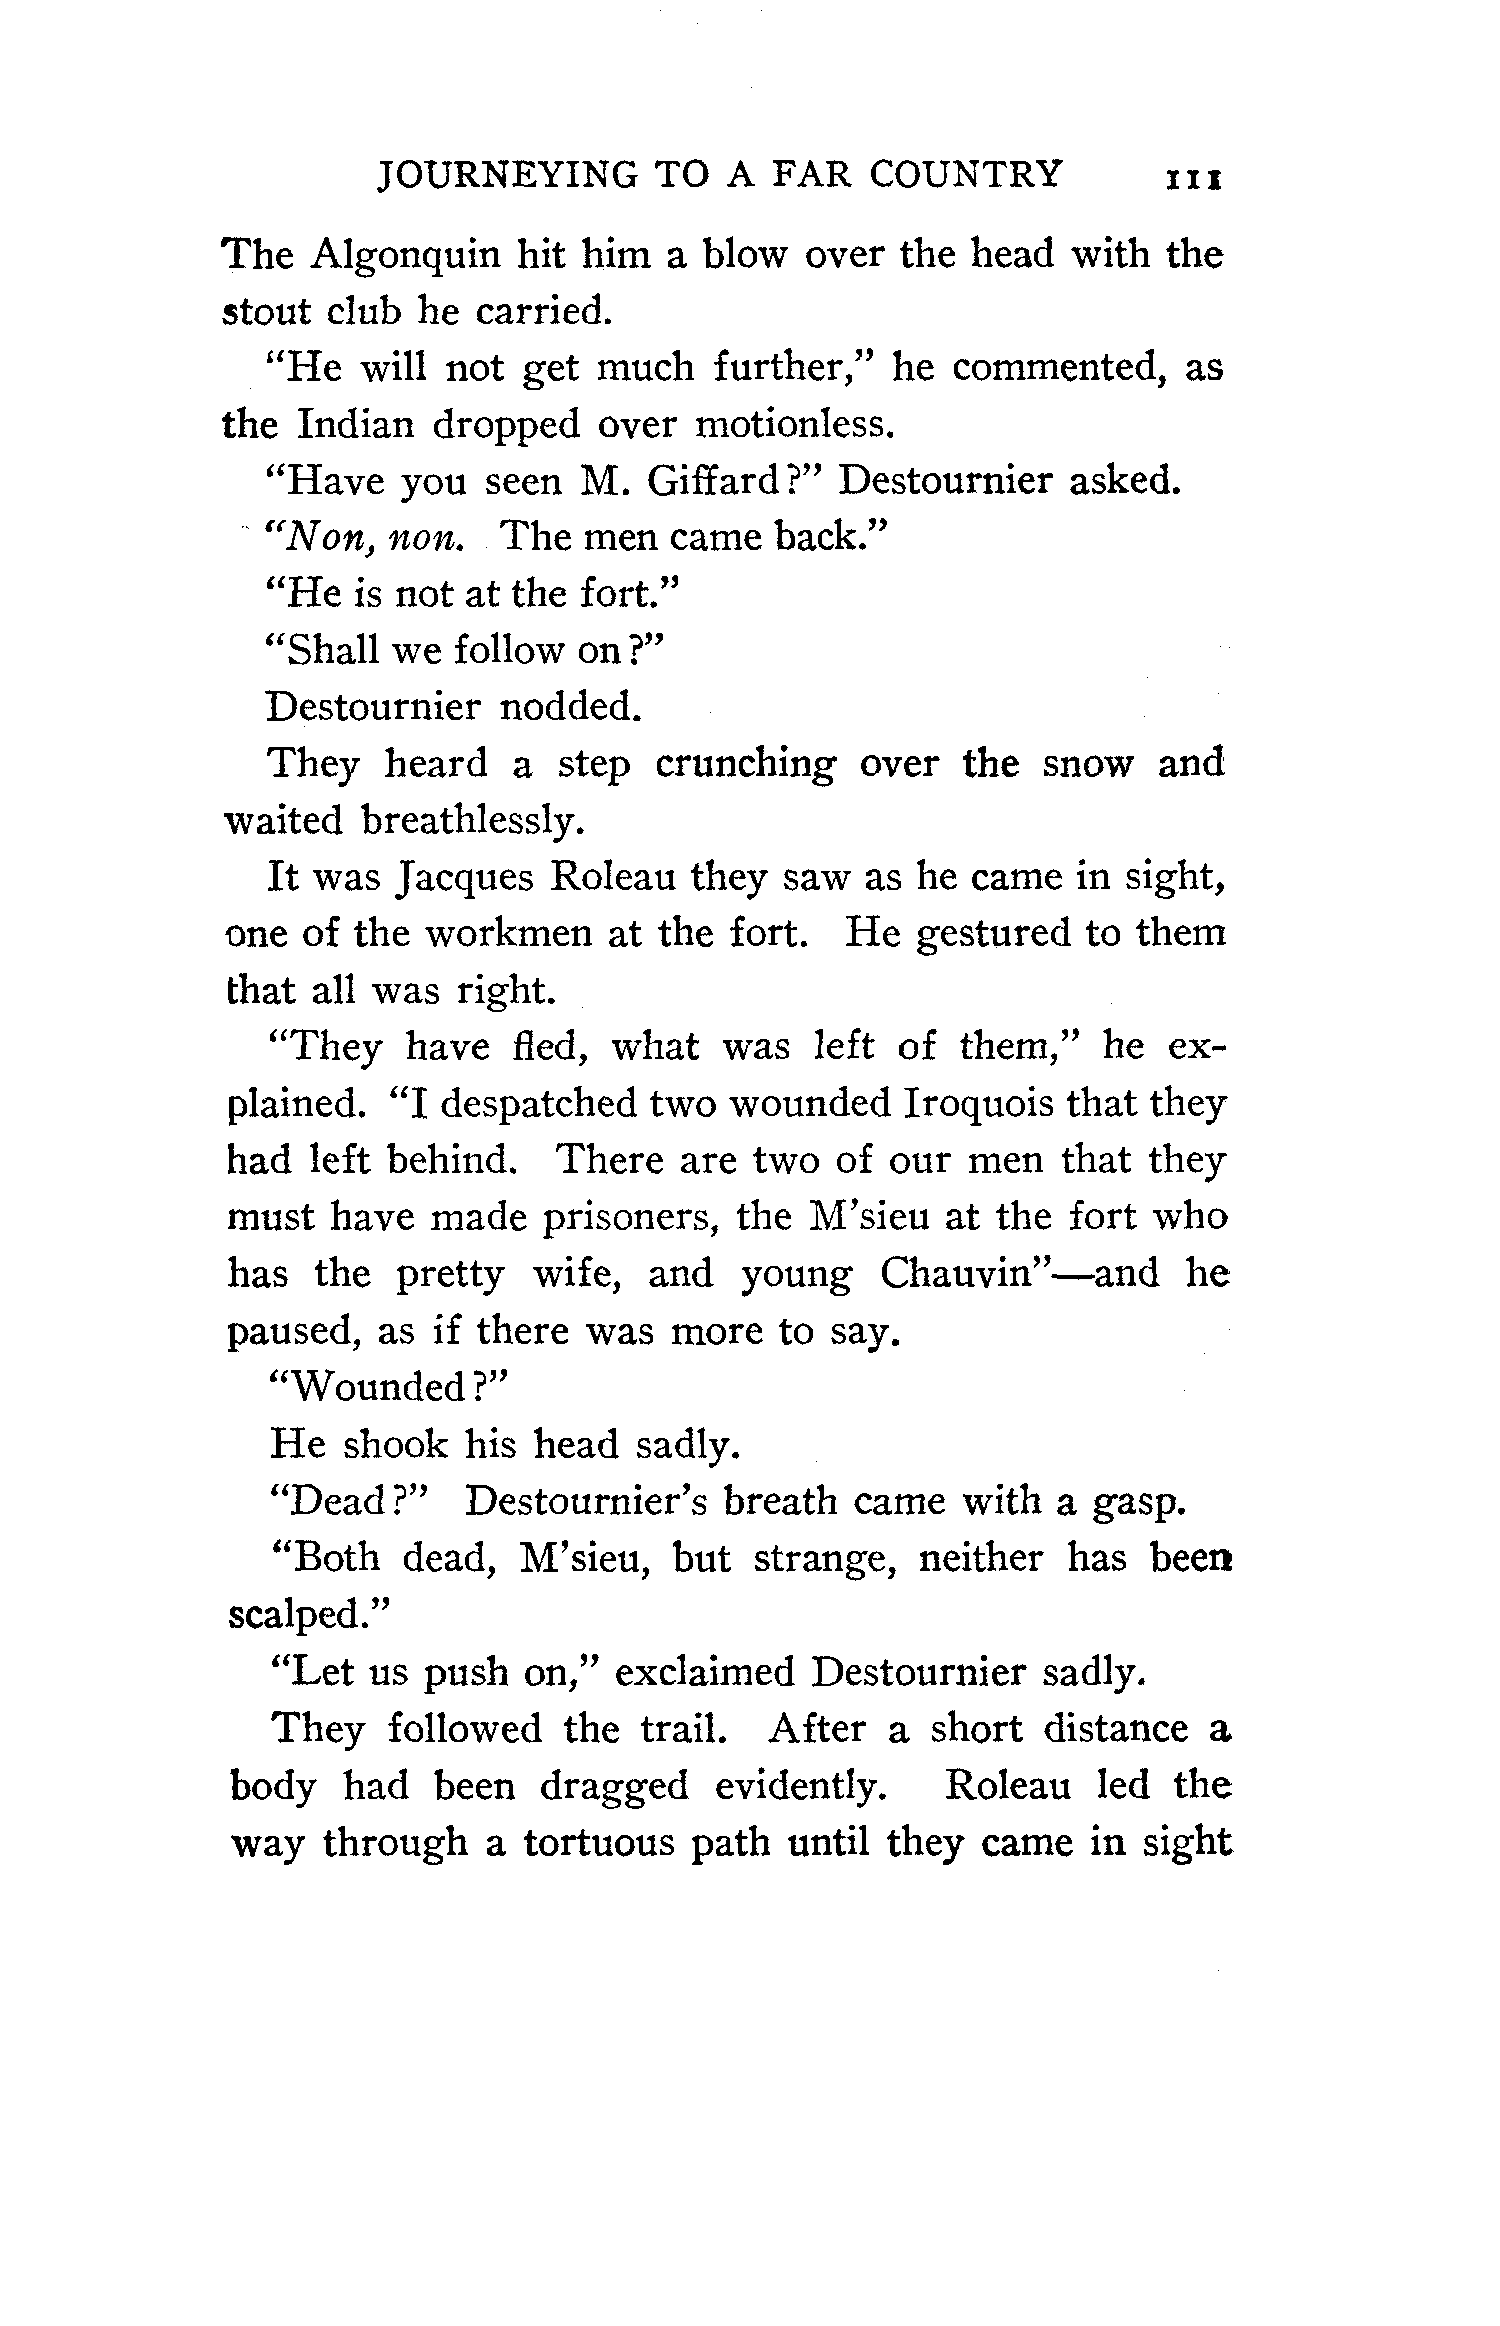 JOURNEYING TO A FAR COUNTRY 111
The Algonquin hit him a blow over the head with the
stout club he carried.
“He will not get much further,” he commented, as
the Indian dropped over motionless.
“Have you seen M. Giffard?” Destournier asked.
“Non, non. The men came back.”
“He is not at the fort.”
“Shall we follow on?”
Destournier nodded.
They heard a step crunching over the snow and
waited breathlessly.
It was Jacques Roleau they saw as he came in sight,
one of the workmen at the fort. He gestured to them
that all was right.
“They have fled, what was left of them,” he ex-
plained. “I despatched two wounded Iroquois that they
had left behind. There are two of our men that they
must have made prisoners, the M’sieu at the fort who
has the pretty wife, and young Chauvin”—and he
paused, as if there was more to say.
“Wounded?”
He shook his head sadly.
“Dead?” Destournier’s breath came with a gasp.
“Both dead, M’sieu, but strange, neither has been
scalped.”
“Let us push on,” exclaimed Destournier sadly.
They followed the trail. After a short distance a
body had been dragged evidently. Roleau led the
way through a tortuous path until they came in sight